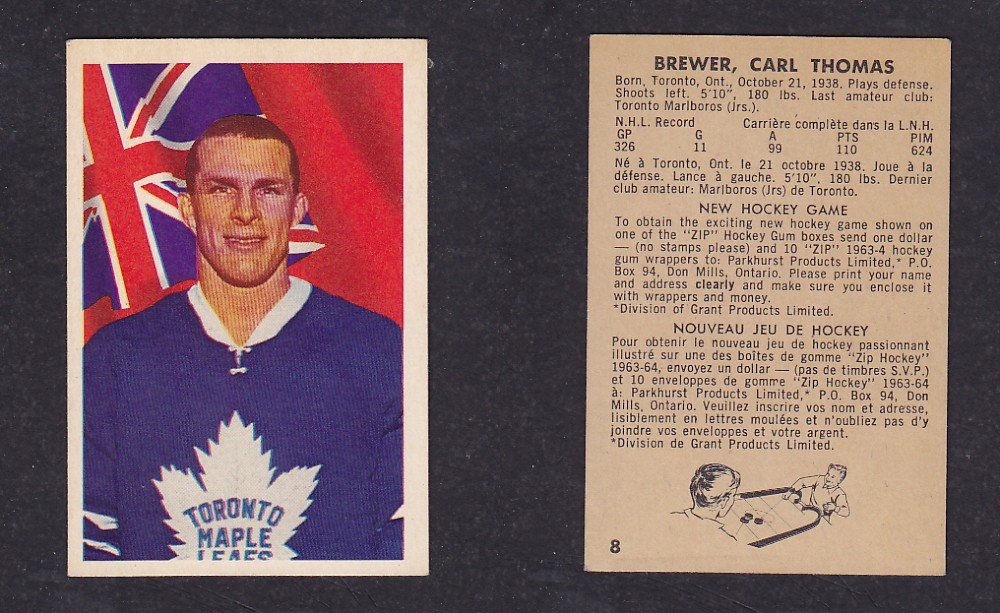 TORONTO
MAPLE
LEAFS
BREWER, CARL THOMAS
Born, Toronto, Ont., October 21, 1938. Plays defense.
Shoots left. 5'10", 180 lbs. Last amateur club:
Toronto Marlboros (Jrs.).
N.H.L. Record Carrière complète dans la L.N.H.
GP G A PTS PIM
326 11 99 110 624
Né à Toronto, Ont. le 21 octobre 1938. Joue à la
défense. Lance à gauche. 5'10", 180 lbs. Dernier
club amateur: Marlboros (Jrs) de Toronto.
NEW HOCKEY GAME
To obtain the exciting new hockey game shown on
one of the "ZIP" Hockey Gum boxes send one dollar
— (no stamps please) and 10 "ZIP" 1963-4 hockey
gum wrappers to: Parkhurst Products Limited,* P.O.
Box 94, Don Mills, Ontario. Please print your name
and address clearly and make sure you enclose it
with wrappers and money.
*Division of Grant Products Limited.
NOUVEAU JEU DE HOCKEY
Pour obtenir le nouveau jeu de hockey passionnant
illustré sur une des boîtes de gomme "Zip Hockey"
1963-64, envoyez un dollar — (pas de timbres S.V.P.)
et 10 enveloppes de gomme "Zip Hockey" 1963-64
à: Parkhurst Products Limited,* P.O. Box 94, Don
Mills, Ontario. Veuillez inscrire vos nom et adresse,
lisiblement en lettres moulées et n'oubliez pas d'y
joindre vos enveloppes et votre argent.
*Division de Grant Products Limited.
8